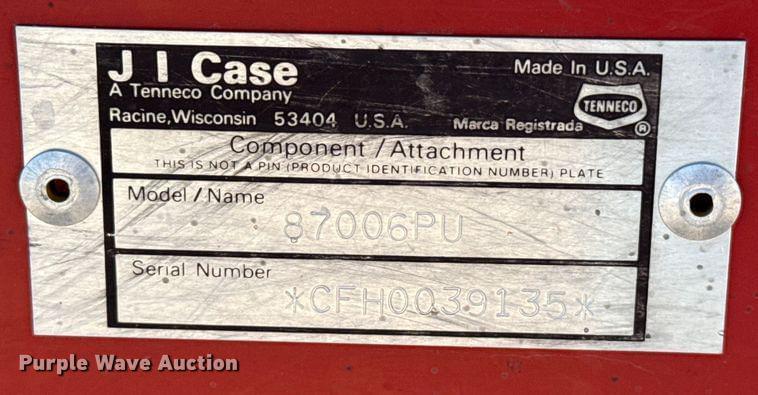 J I Case
A Tenneco Company
Racine, Wisconsin 53404 U.S.A.
Made In U.S.A.
TENNECO
Marca Registrada ®
Component / Attachment
THIS IS NOT A PIN (PRODUCT IDENTIFICATION NUMBER) PLATE
Model / Name
87006PU
Serial Number
*CFH0039135*
Purple Wave Auction